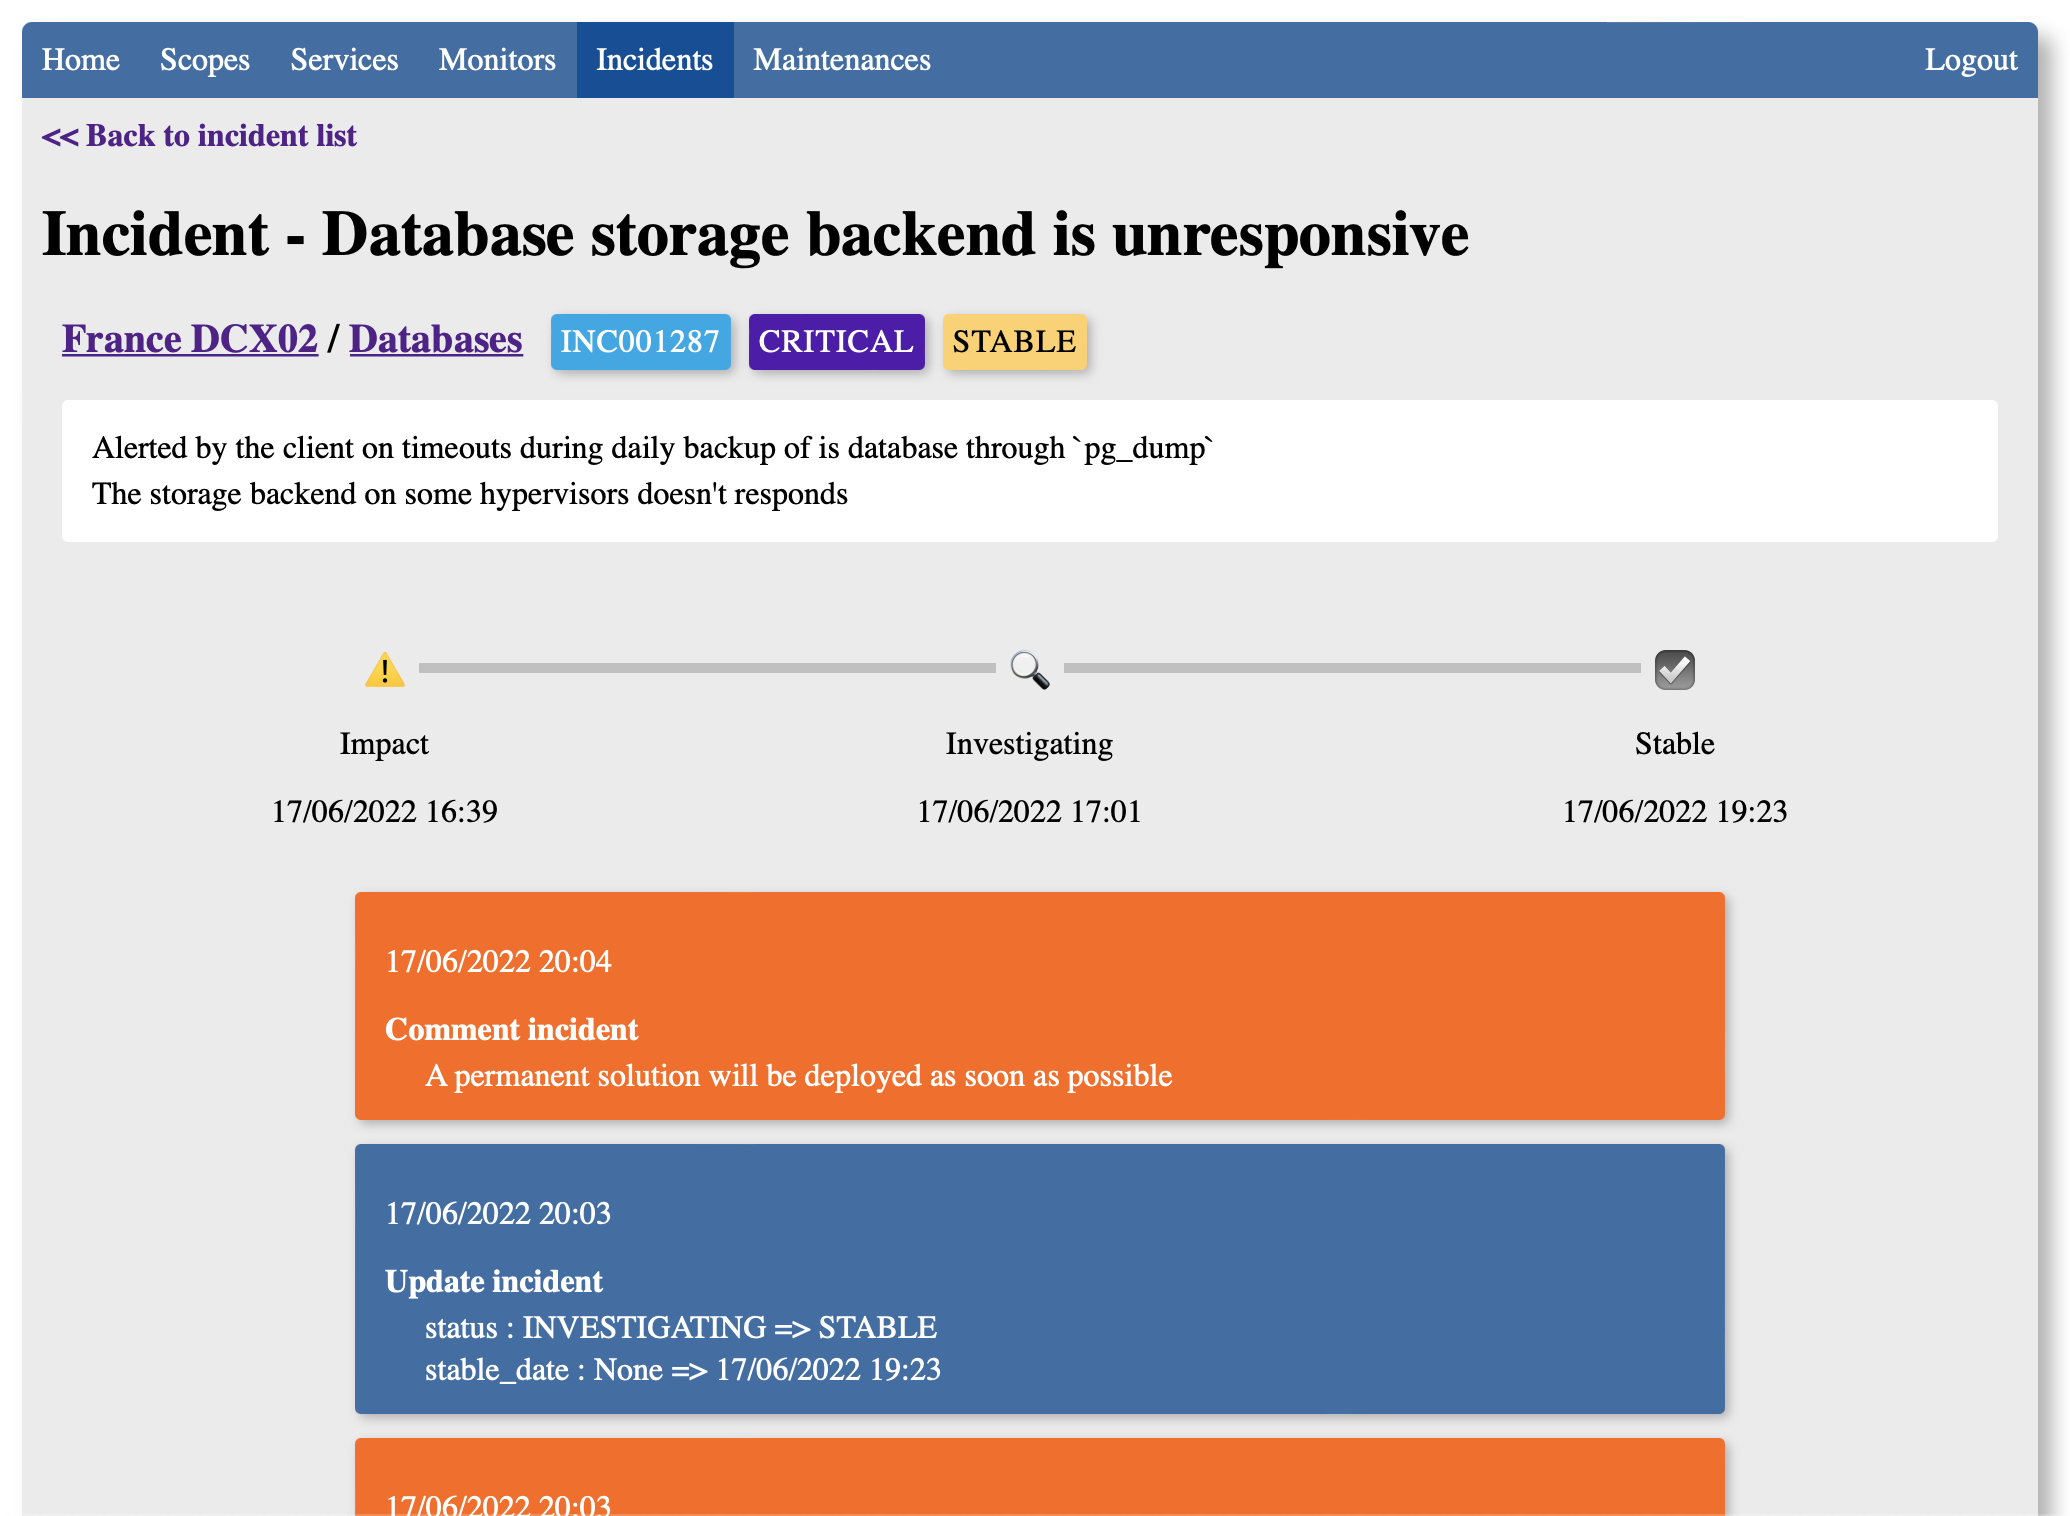 Home Scopes Services Monitors Incidents Maintenances Logout
<< Back to incident list
Incident - Database storage backend is unresponsive
France DCX02 / Databases INC001287 CRITICAL STABLE
Alerted by the client on timeouts during daily backup of is database through `pg_dump`
The storage backend on some hypervisors doesn't responds
Impact Investigating Stable
17/06/2022 16:39 17/06/2022 17:01 17/06/2022 19:23
17/06/2022 20:04
Comment incident
A permanent solution will be deployed as soon as possible
17/06/2022 20:03
Update incident
status : INVESTIGATING => STABLE
stable_date : None => 17/06/2022 19:23
17/06/2022 20:03